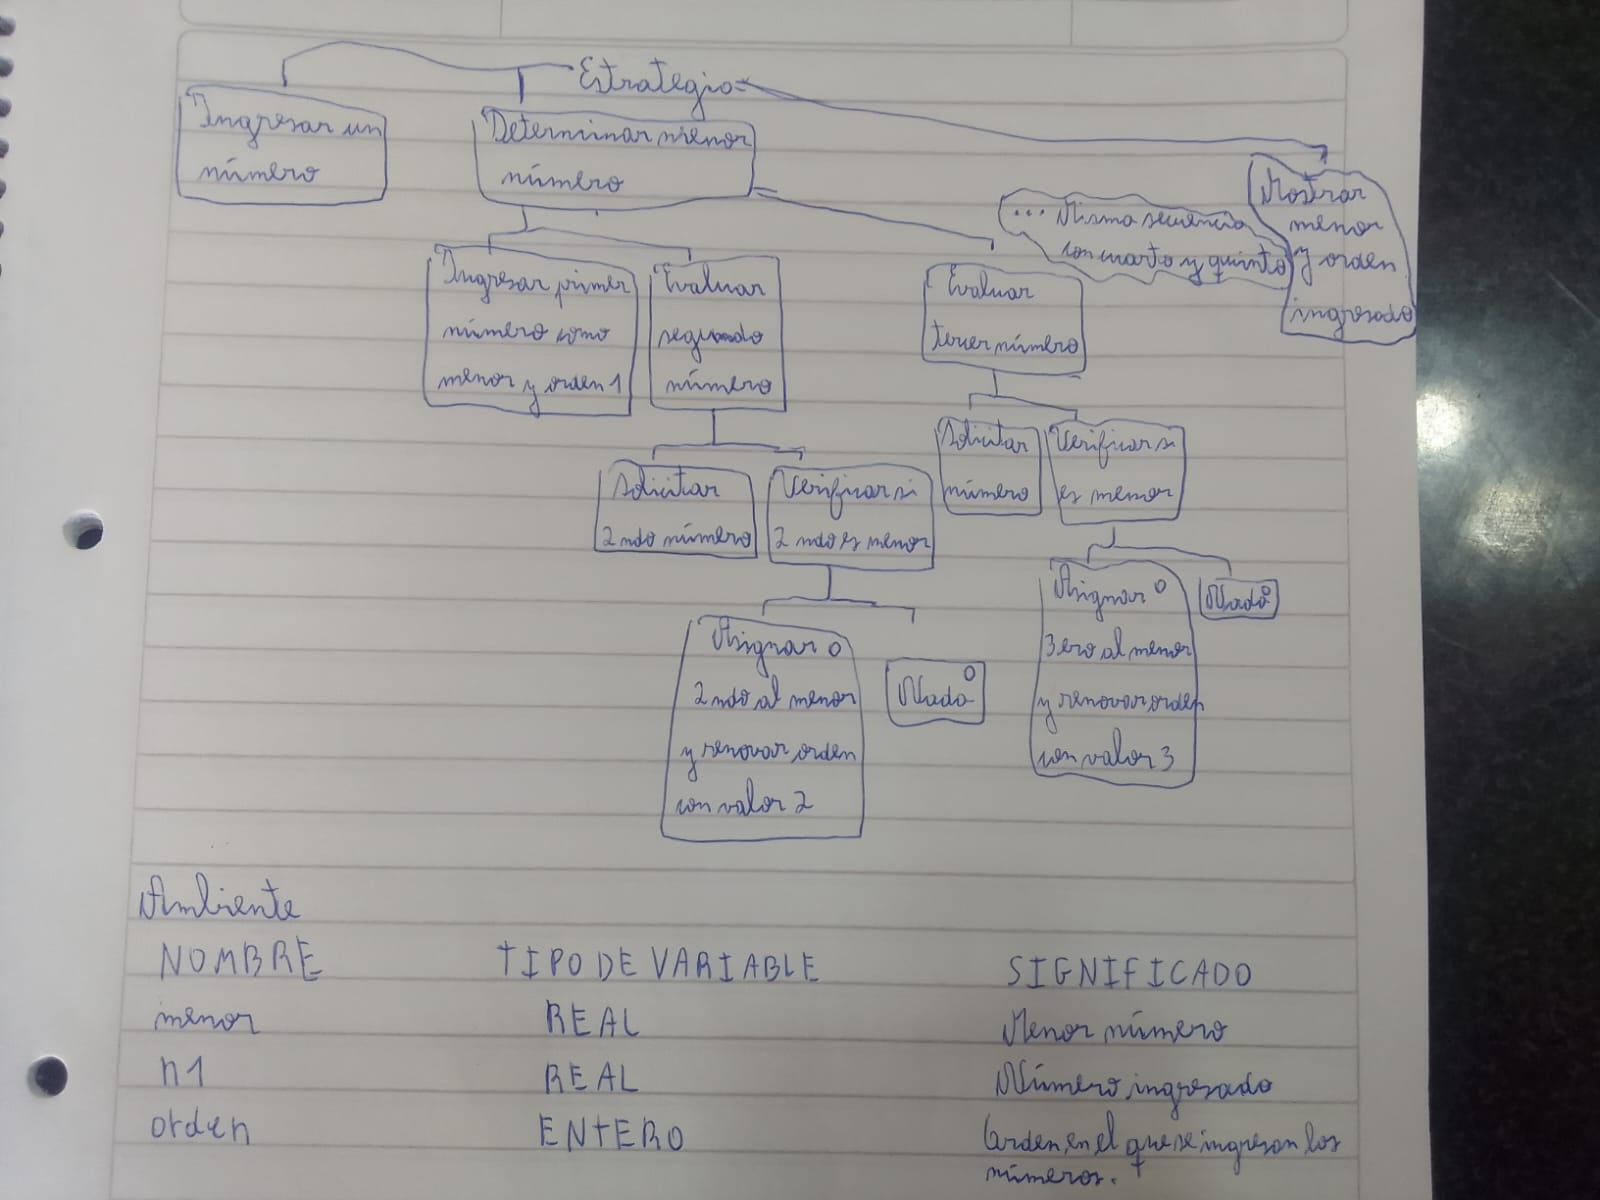 Estrategia=
Ingresar un
número
Determinar menor
número
Mostrar
menor
y orden
ingresado
... Misma secuencia
con cuarto y quinto
Ingresar primer
número como
menor y orden 1
Evaluar
segundo
número
Evaluar
tercer número
Solicitar
2ndo número
Verificar si
2ndo es menor
Solicitar
número
Verificar si
es menor
Asignar o
2ndo al menor
y renovar orden
con valor 2
Nada o
Asignar o
3ero al menor
y renovar orden
con valor 3
Nada o
Ambiente
NOMBRE TIPO DE VARIABLE SIGNIFICADO
menor REAL Menor número
n1 REAL Número ingresado
orden ENTERO Orden en el que se ingresan los
números.